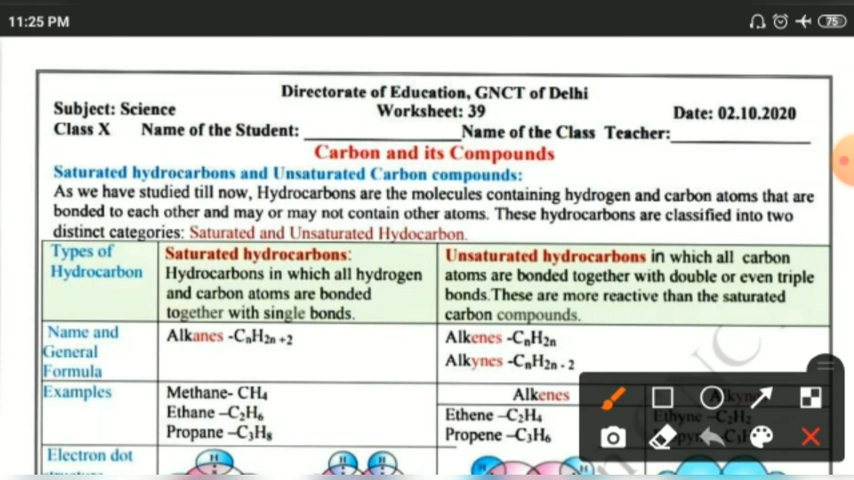 11:25 PM
75
Directorate of Education, GNCT of Delhi
Subject: Science Worksheet: 39 Date: 02.10.2020
Class X Name of the Student: ____________ Name of the Class Teacher: ____________
Carbon and its Compounds
Saturated hydrocarbons and Unsaturated Carbon compounds:
As we have studied till now, Hydrocarbons are the molecules containing hydrogen and carbon atoms that are
bonded to each other and may or may not contain other atoms. These hydrocarbons are classified into two
distinct categories: Saturated and Unsaturated Hydocarbon.
Types of
Hydrocarbon
Saturated hydrocarbons:
Hydrocarbons in which all hydrogen
and carbon atoms are bonded
together with single bonds.
Unsaturated hydrocarbons in which all carbon
atoms are bonded together with double or even triple
bonds.These are more reactive than the saturated
carbon compounds.
Name and
General
Formula
Alkanes -CnH2n +2
Alkenes -CnH2n
Alkynes -CnH2n - 2
Examples
Methane- CH4
Ethane –C2H6
Propane –C3H8
Alkenes
Ethene –C2H4
Propene –C3H6
Ethyne –C2H2
Electron dot
H
H H
H